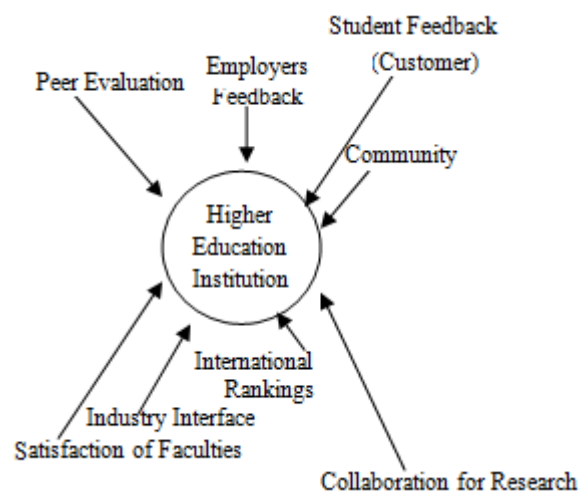 Student Feedback
(Customer)
Employers
Feedback
Peer Evaluation
Community
Higher
Education
Institution
International
Rankings
Industry Interface
Satisfaction of Faculties
Collaboration for Research